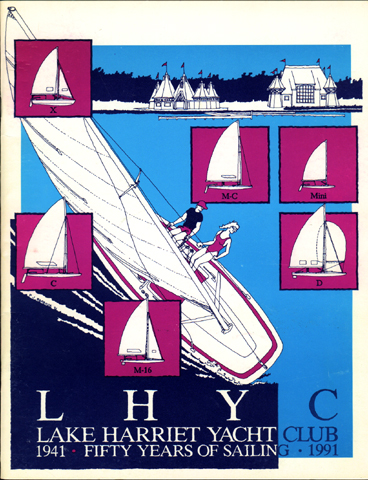 X
M-C
Mini
C
D
M-16
L H Y C
LAKE HARRIET YACHT CLUB
1941 · FIFTY YEARS OF SAILING · 1991